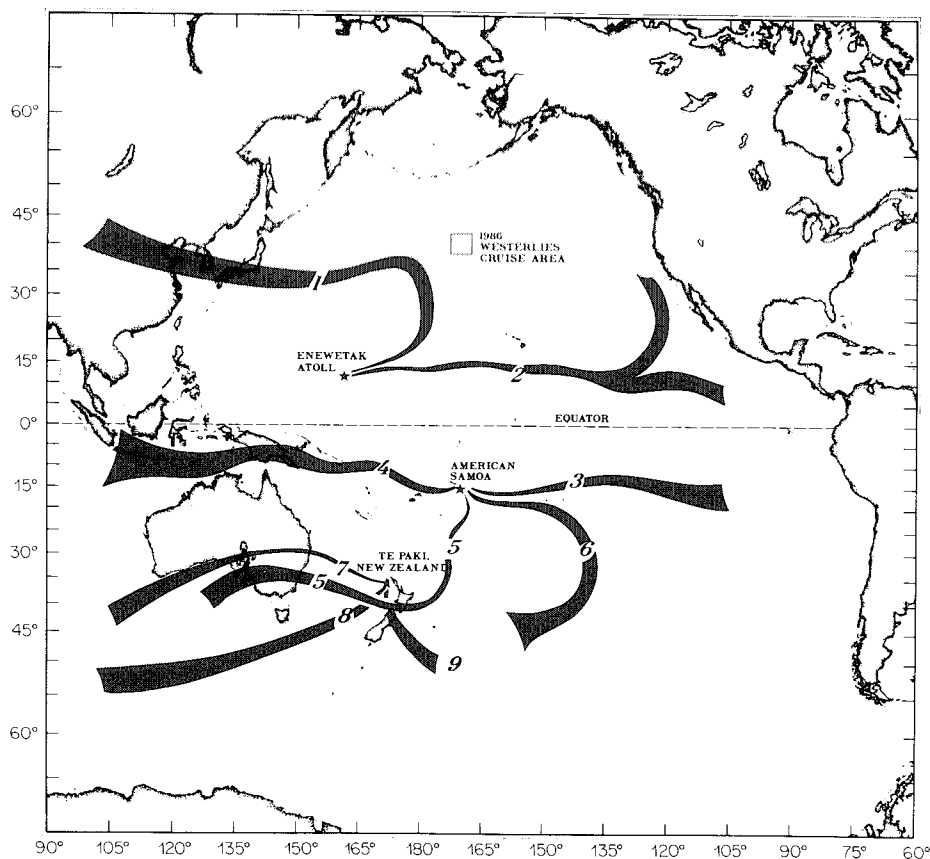 60°
45°
30°
15°
0°
15°
30°
45°
60°
1986
WESTERLIES
CRUISE AREA
1
ENEWETAK
ATOLL
2
EQUATOR
AMERICAN
SAMOA
4
3
5
6
TE PAKI,
NEW ZEALAND
7
5
8
9
90° 105° 120° 135° 150° 165° 180° 165° 150° 135° 120° 105° 90° 75° 60°